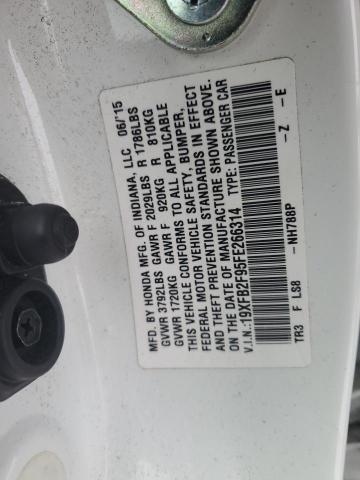 MFD. BY HONDA MFG. OF INDIANA, LLC 06/'15
GVWR 3792LBS GAWR F 2029LBS R 1786LBS
GVWR 1720KG GAWR F 920KG R 810KG
THIS VEHICLE CONFORMS TO ALL APPLICABLE
FEDERAL MOTOR VEHICLE SAFETY, BUMPER,
AND THEFT PREVENTION STANDARDS IN EFFECT
ON THE DATE OF MANUFACTURE SHOWN ABOVE.
V.I.N.:19XFB2F95FE266314 TYPE: PASSENGER CAR
TR3 F LS8 -NH788P -Z -E